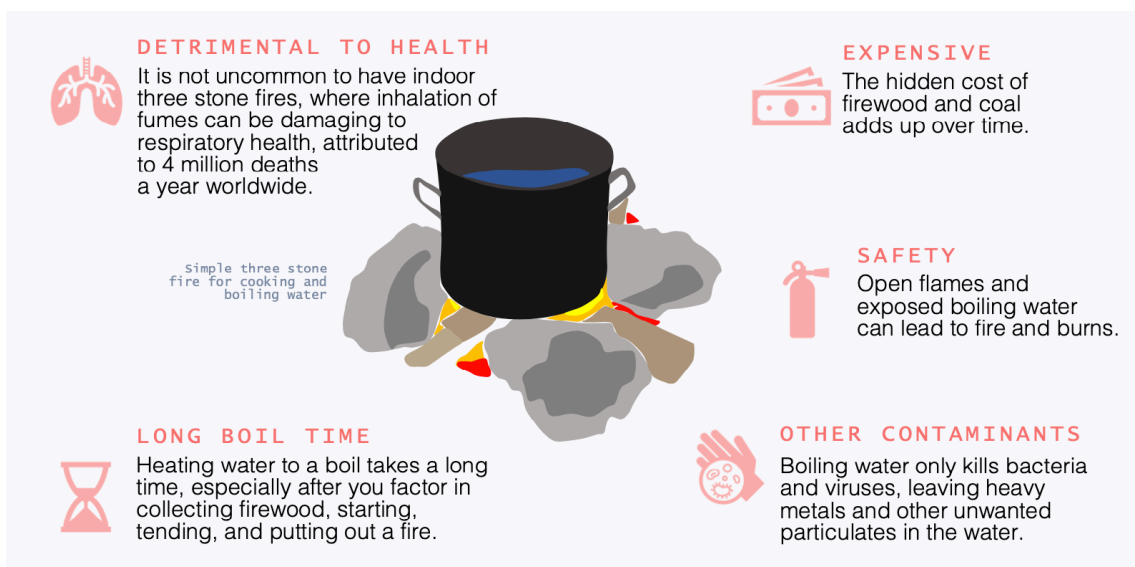 DETRIMENTAL TO HEALTH
It is not uncommon to have indoor
three stone fires, where inhalation of
fumes can be damaging to
respiratory health, attributed
to 4 million deaths
a year worldwide.
EXPENSIVE
The hidden cost of
firewood and coal
adds up over time.
Simple three stone
fire for cooking and
boiling water
SAFETY
Open flames and
exposed boiling water
can lead to fire and burns.
LONG BOIL TIME
Heating water to a boil takes a long
time, especially after you factor in
collecting firewood, starting,
tending, and putting out a fire.
OTHER CONTAMINANTS
Boiling water only kills bacteria
and viruses, leaving heavy
metals and other unwanted
particulates in the water.